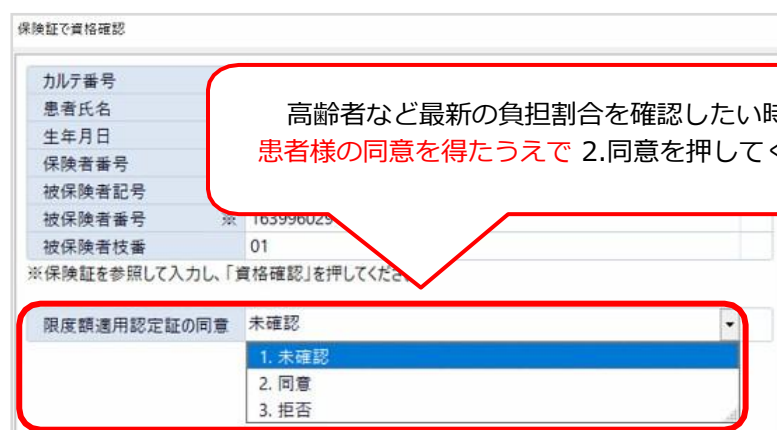 保険証で資格確認
カルテ番号
患者氏名
生年月日
保険者番号
被保険者記号
被保険者番号 ※ 163996029
被保険者枝番 01
高齢者など最新の負担割合を確認したい
患者様の同意を得たうえで 2.同意を押して
※保険証を参照して入力し、「資格確認」を押してくださ
限度額適用認定証の同意 未確認
1. 未確認
2. 同意
3. 拒否